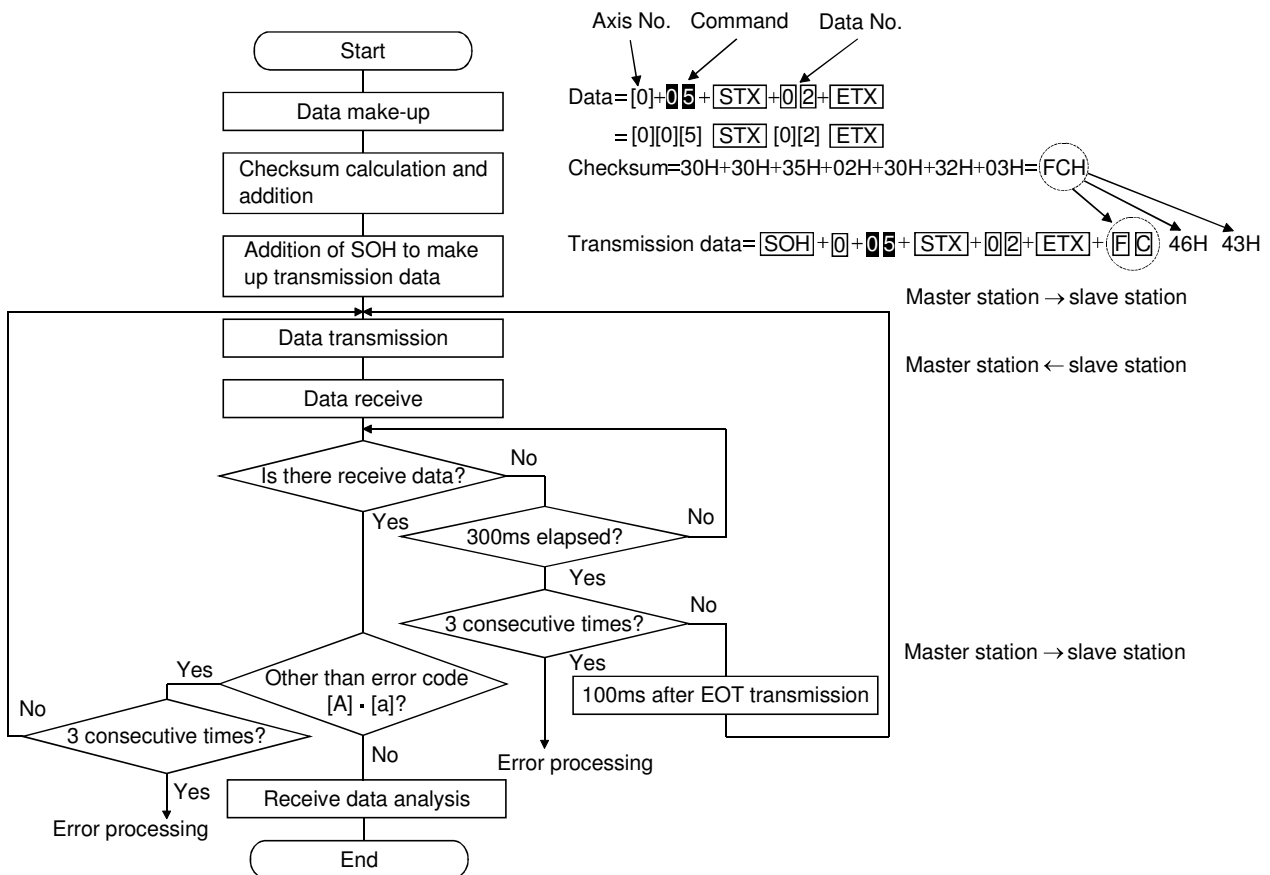 Axis No. Command Data No.
Start
Data make-up
Checksum calculation and
addition
Addition of SOH to make
up transmission data
Data=[0]+0 5+ STX +0 2+ ETX
=[0][0][5] STX [0][2] ETX
Checksum=30H+30H+35H+02H+30H+32H+03H= FCH
Transmission data= SOH +0+0 5+ STX +0 2+ ETX + F C 46H 43H
Master station → slave station
Data transmission
Master station ← slave station
Data receive
Is there receive data?
No
Yes
300ms elapsed?
No
Yes
3 consecutive times?
No
Yes
Master station → slave station
100ms after EOT transmission
Error processing
Other than error code
[A] · [a]?
Yes
No
3 consecutive times?
No
Yes
Error processing
Receive data analysis
End